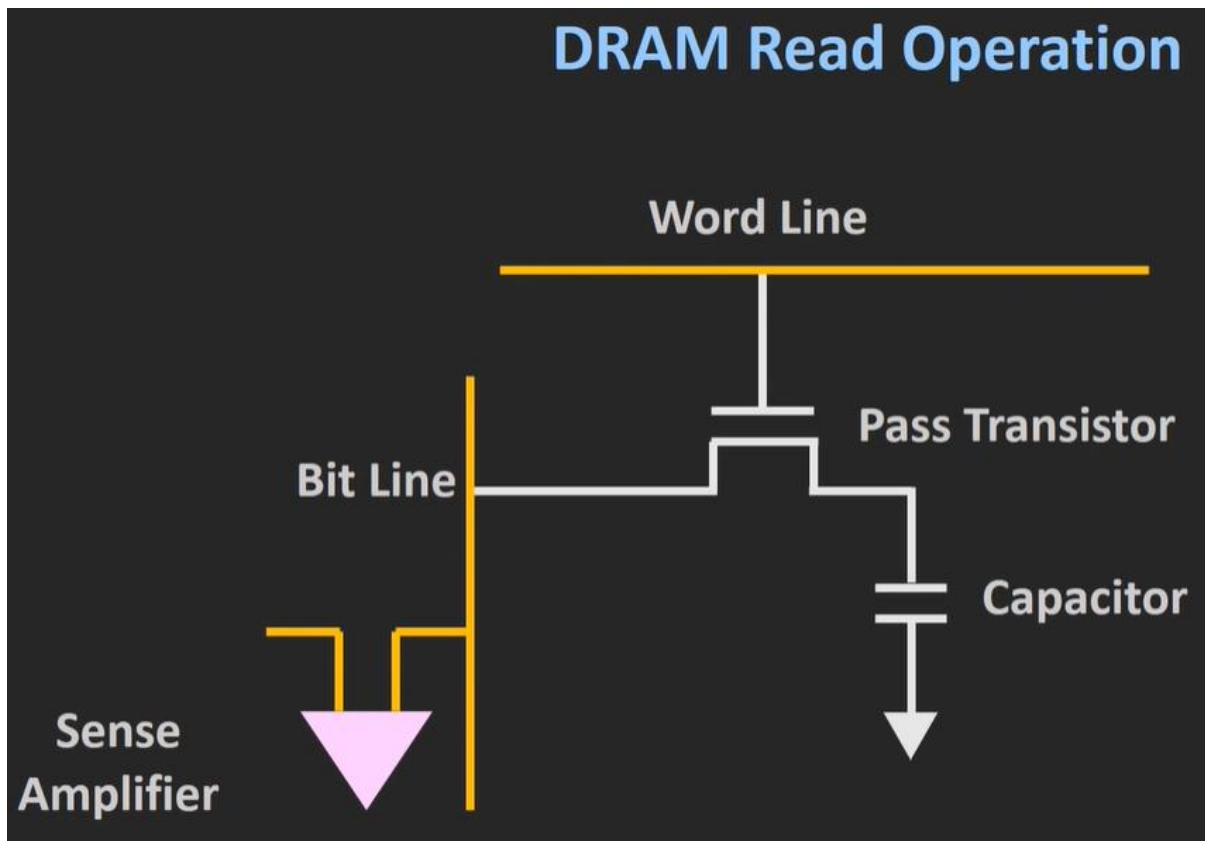 DRAM Read Operation
Word Line
Pass Transistor
Bit Line
Capacitor
Sense
Amplifier